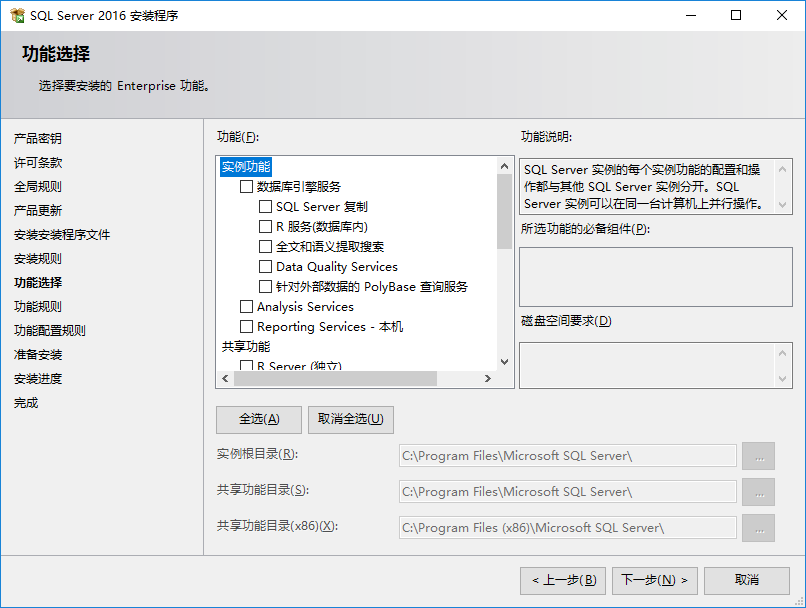 SQL Server 2016 安装程序
功能选择
选择要安装的 Enterprise 功能。
产品密钥
许可条款
全局规则
产品更新
安装安装程序文件
安装规则
功能选择
功能规则
功能配置规则
准备安装
安装进度
完成
功能(F):
实例功能
数据库引擎服务
SQL Server 复制
R 服务(数据库内)
全文和语义提取搜索
Data Quality Services
针对外部数据的 PolyBase 查询服务
Analysis Services
Reporting Services - 本机
共享功能
R Server (独立)
功能说明:
SQL Server 实例的每个实例功能的配置和操
作都与其他 SQL Server 实例分开。SQL
Server 实例可以在同一台计算机上并行操作。
所选功能的必备组件(P):
磁盘空间要求(D)
全选(A)
取消全选(U)
实例根目录(R):
C:\Program Files\Microsoft SQL Server\
...
共享功能目录(S):
C:\Program Files\Microsoft SQL Server\
...
共享功能目录(x86)(X):
C:\Program Files (x86)\Microsoft SQL Server\
...
< 上一步(B)
下一步(N) >
取消